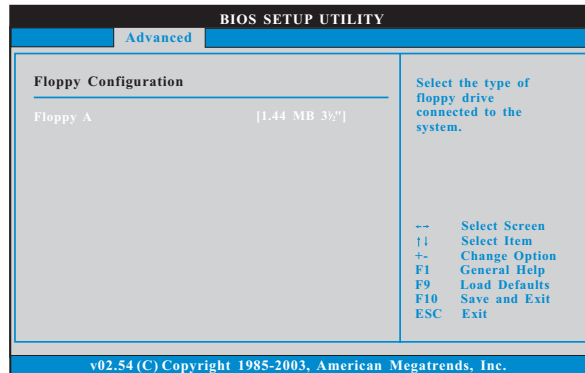 BIOS SETUP UTILITY
Advanced
Floppy Configuration
Floppy A [1.44 MB 3½"]
Select the type of
floppy drive
connected to the
system.
←→ Select Screen
↑↓ Select Item
+- Change Option
F1 General Help
F9 Load Defaults
F10 Save and Exit
ESC Exit
v02.54 (C) Copyright 1985-2003, American Megatrends, Inc.